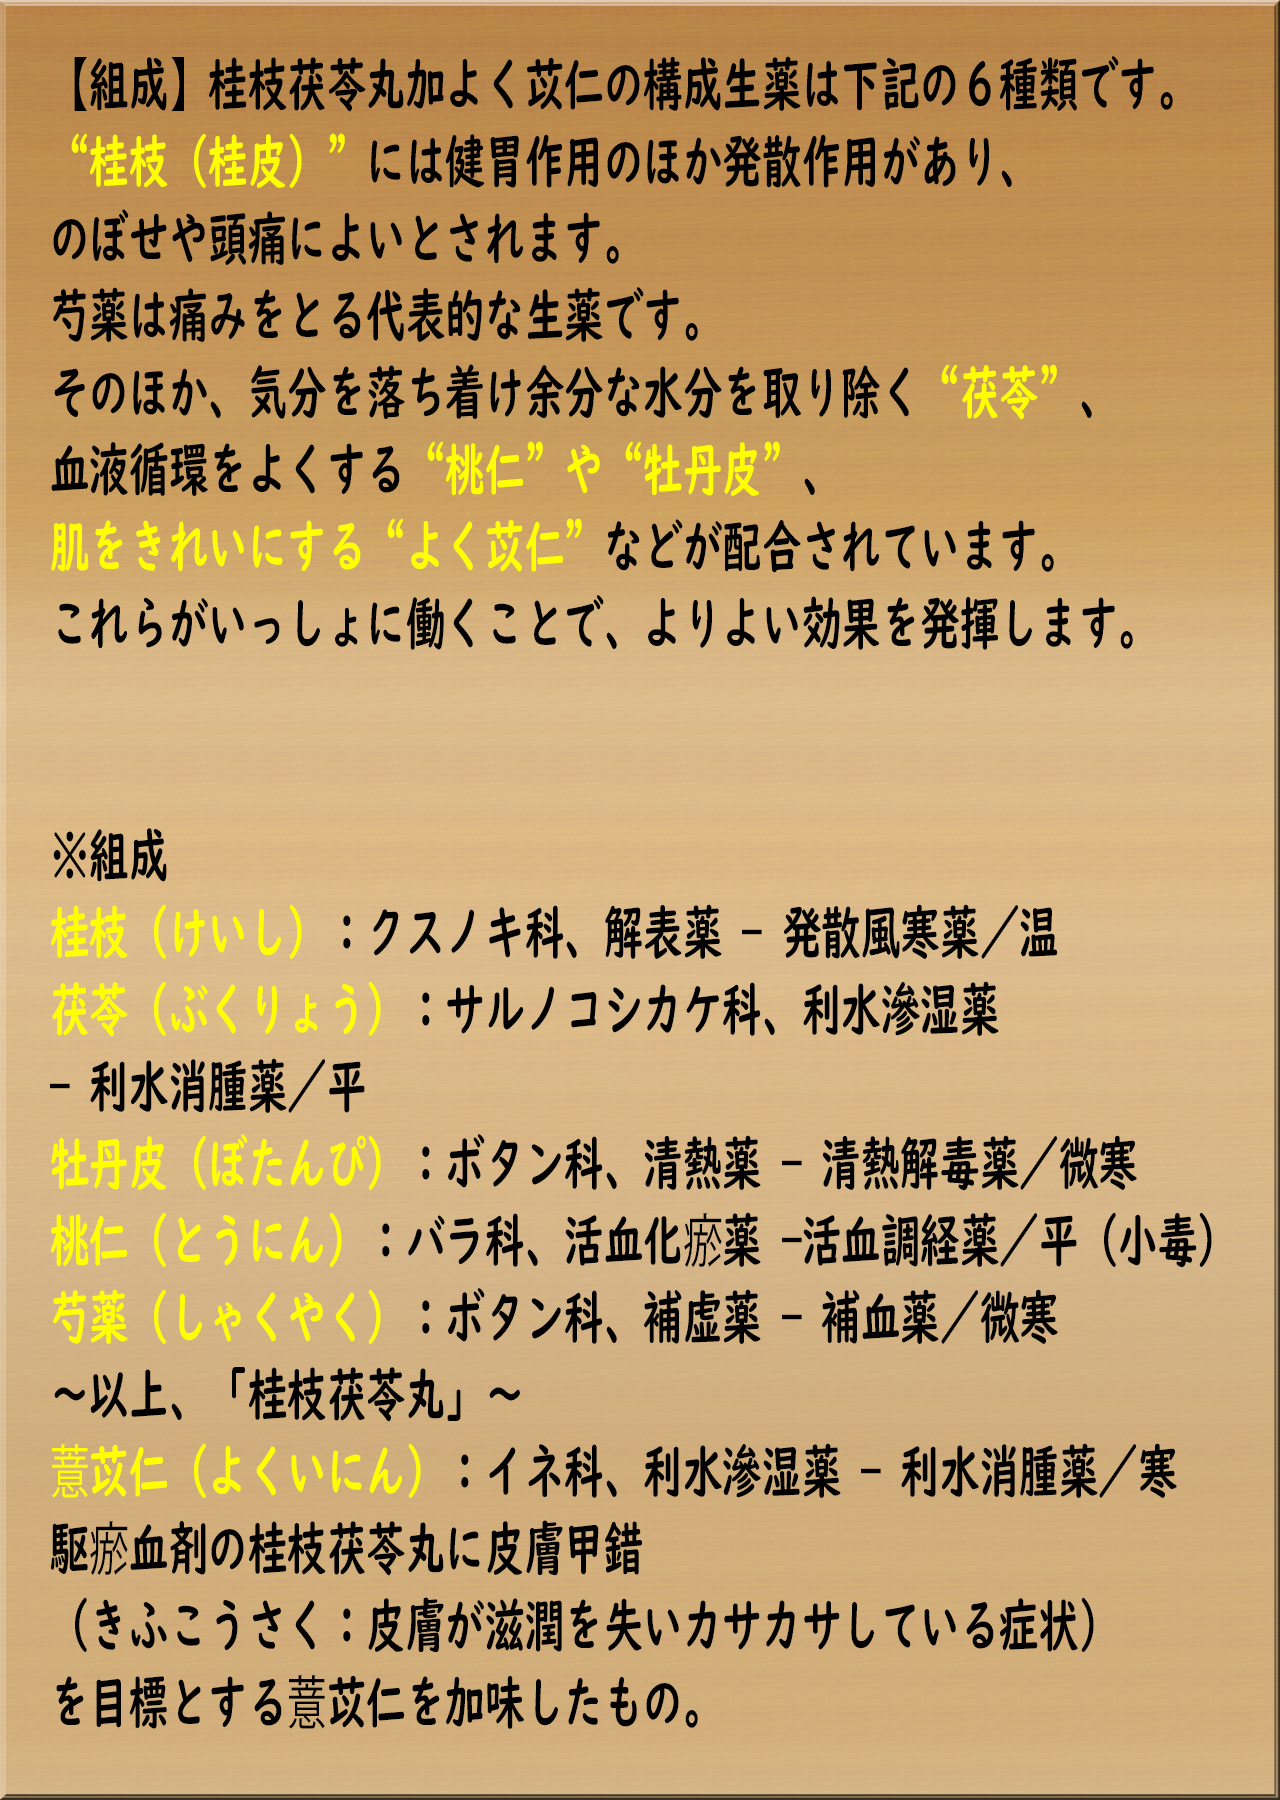 【組成】桂枝茯苓丸加よく苡仁の構成生薬は下記の６種類です。
“桂枝（桂皮）”には健胃作用のほか発散作用があり、
のぼせや頭痛によいとされます。
芍薬は痛みをとる代表的な生薬です。
そのほか、気分を落ち着け余分な水分を取り除く“茯苓”、
血液循環をよくする“桃仁”や“牡丹皮”、
肌をきれいにする“よく苡仁”などが配合されています。
これらがいっしょに働くことで、よりよい効果を発揮します。
※組成
桂枝（けいし）：クスノキ科、解表薬 － 発散風寒薬／温
茯苓（ぶくりょう）：サルノコシカケ科、利水滲湿薬
－ 利水消腫薬／平
牡丹皮（ぼたんぴ）：ボタン科、清熱薬 － 清熱解毒薬／微寒
桃仁（とうにん）：バラ科、活血化瘀薬 －活血調経薬／平（小毒）
芍薬（しゃくやく）：ボタン科、補虚薬 － 補血薬／微寒
～以上、「桂枝茯苓丸」～
薏苡仁（よくいにん）：イネ科、利水滲湿薬 － 利水消腫薬／寒
駆瘀血剤の桂枝茯苓丸に皮膚甲錯
（きふこうさく：皮膚が滋潤を失いカサカサしている症状）
を目標とする薏苡仁を加味したもの。